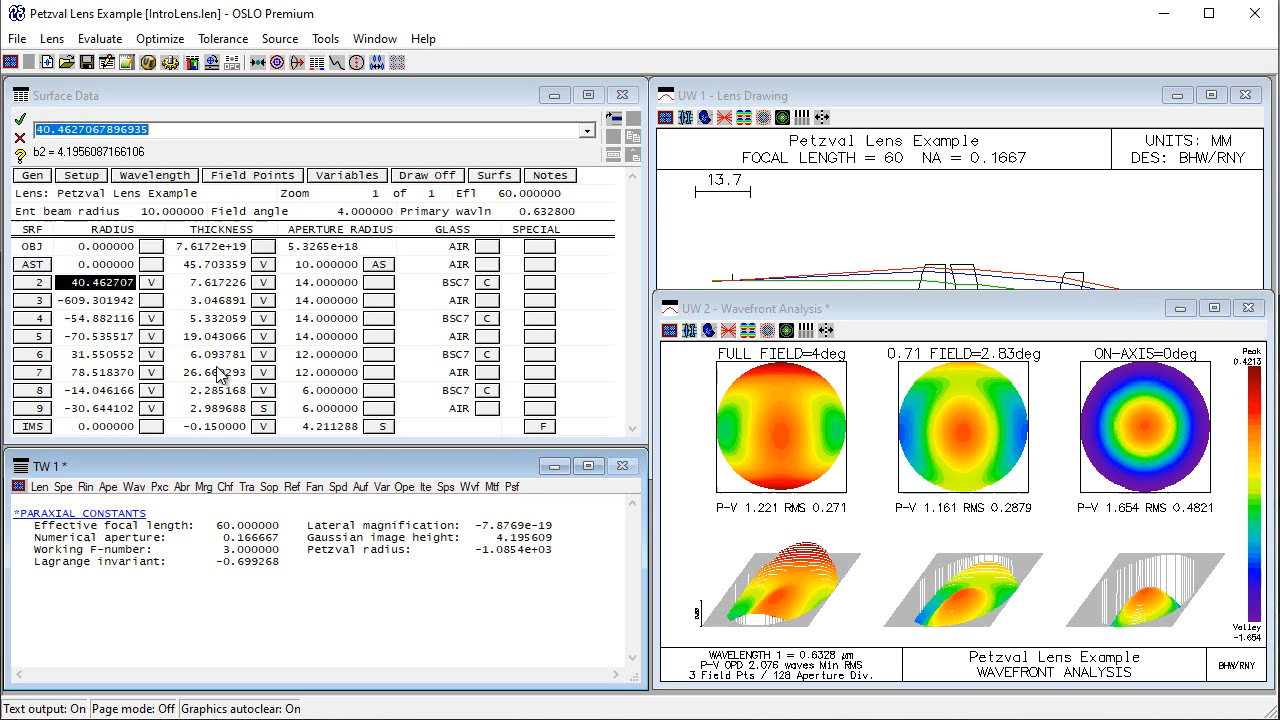 Petzval Lens Example [IntroLens.len] - OSLO Premium
File Lens Evaluate Optimize Tolerance Source Tools Window Help
Surface Data
40.4627067896935
b2 = 4.1956087166106
Gen Setup Wavelength Field Points Variables Draw Off Surfs Notes
Lens: Petzval Lens Example Zoom 1 of 1 Efl 60.000000
Ent beam radius 10.000000 Field angle 4.000000 Primary wavln 0.632800
SRF RADIUS THICKNESS APERTURE RADIUS GLASS SPECIAL
OBJ 0.000000 7.6172e+19 5.3265e+18 AIR
AST 0.000000 45.703359 V 10.000000 AS AIR
2 40.462707 V 7.617226 V 14.000000 BSC7 C
3 -609.301942 V 3.046891 V 14.000000 AIR
4 V 5.332059 V 14.000000 BSC7 C
5 -70.535517 V 19.043066 V 14.000000 AIR
6 31.550552 V 6.093781 V 12.000000 BSC7 C
7 78.518370 V V 12.000000 AIR
8 -14.046166 V V 6.000000 BSC7 C
9 -30.644102 V 2.989688 S 6.000000 AIR
IMS 0.000000 -0.150000 V 4.211288 S F
TW 1 *
Len Spe Rin Ape Wav Pxc Abr Mrg Chf Tra Sop Ref Fan Spd Auf Var Ope Ite Sps Wvf Mtf Psf
*PARAXIAL CONSTANTS
Effective focal length: 60.000000 Lateral magnification:
Numerical aperture: 0.166667 Gaussian image height: 4.195609
Working F-number: 3.000000 Petzval radius:
Lagrange invariant: -0.699268
UW 1 - Lens Drawing
Petzval Lens Example
FOCAL LENGTH = 60 NA = 0.1667
UNITS: MM
DES: BHW/RNY
13.7
UW 2 - Wavefront Analysis *
FULL FIELD=4deg 0.71 FIELD=2.83deg ON-AXIS=0deg
Peak
0.4213
P-V 1.221 RMS 0.271 P-V 1.161 RMS 0.2879 P-V 1.654 RMS 0.4821
Valley
-1.654
WAVELENGTH 1 = 0.6328 µm
P-V OPD 2.076 waves Min RMS
3 Field Pts / 128 Aperture Div.
Petzval Lens Example
WAVEFRONT ANALYSIS
BHW/RNY
Text output: On Page mode: Off Graphics autoclear: On